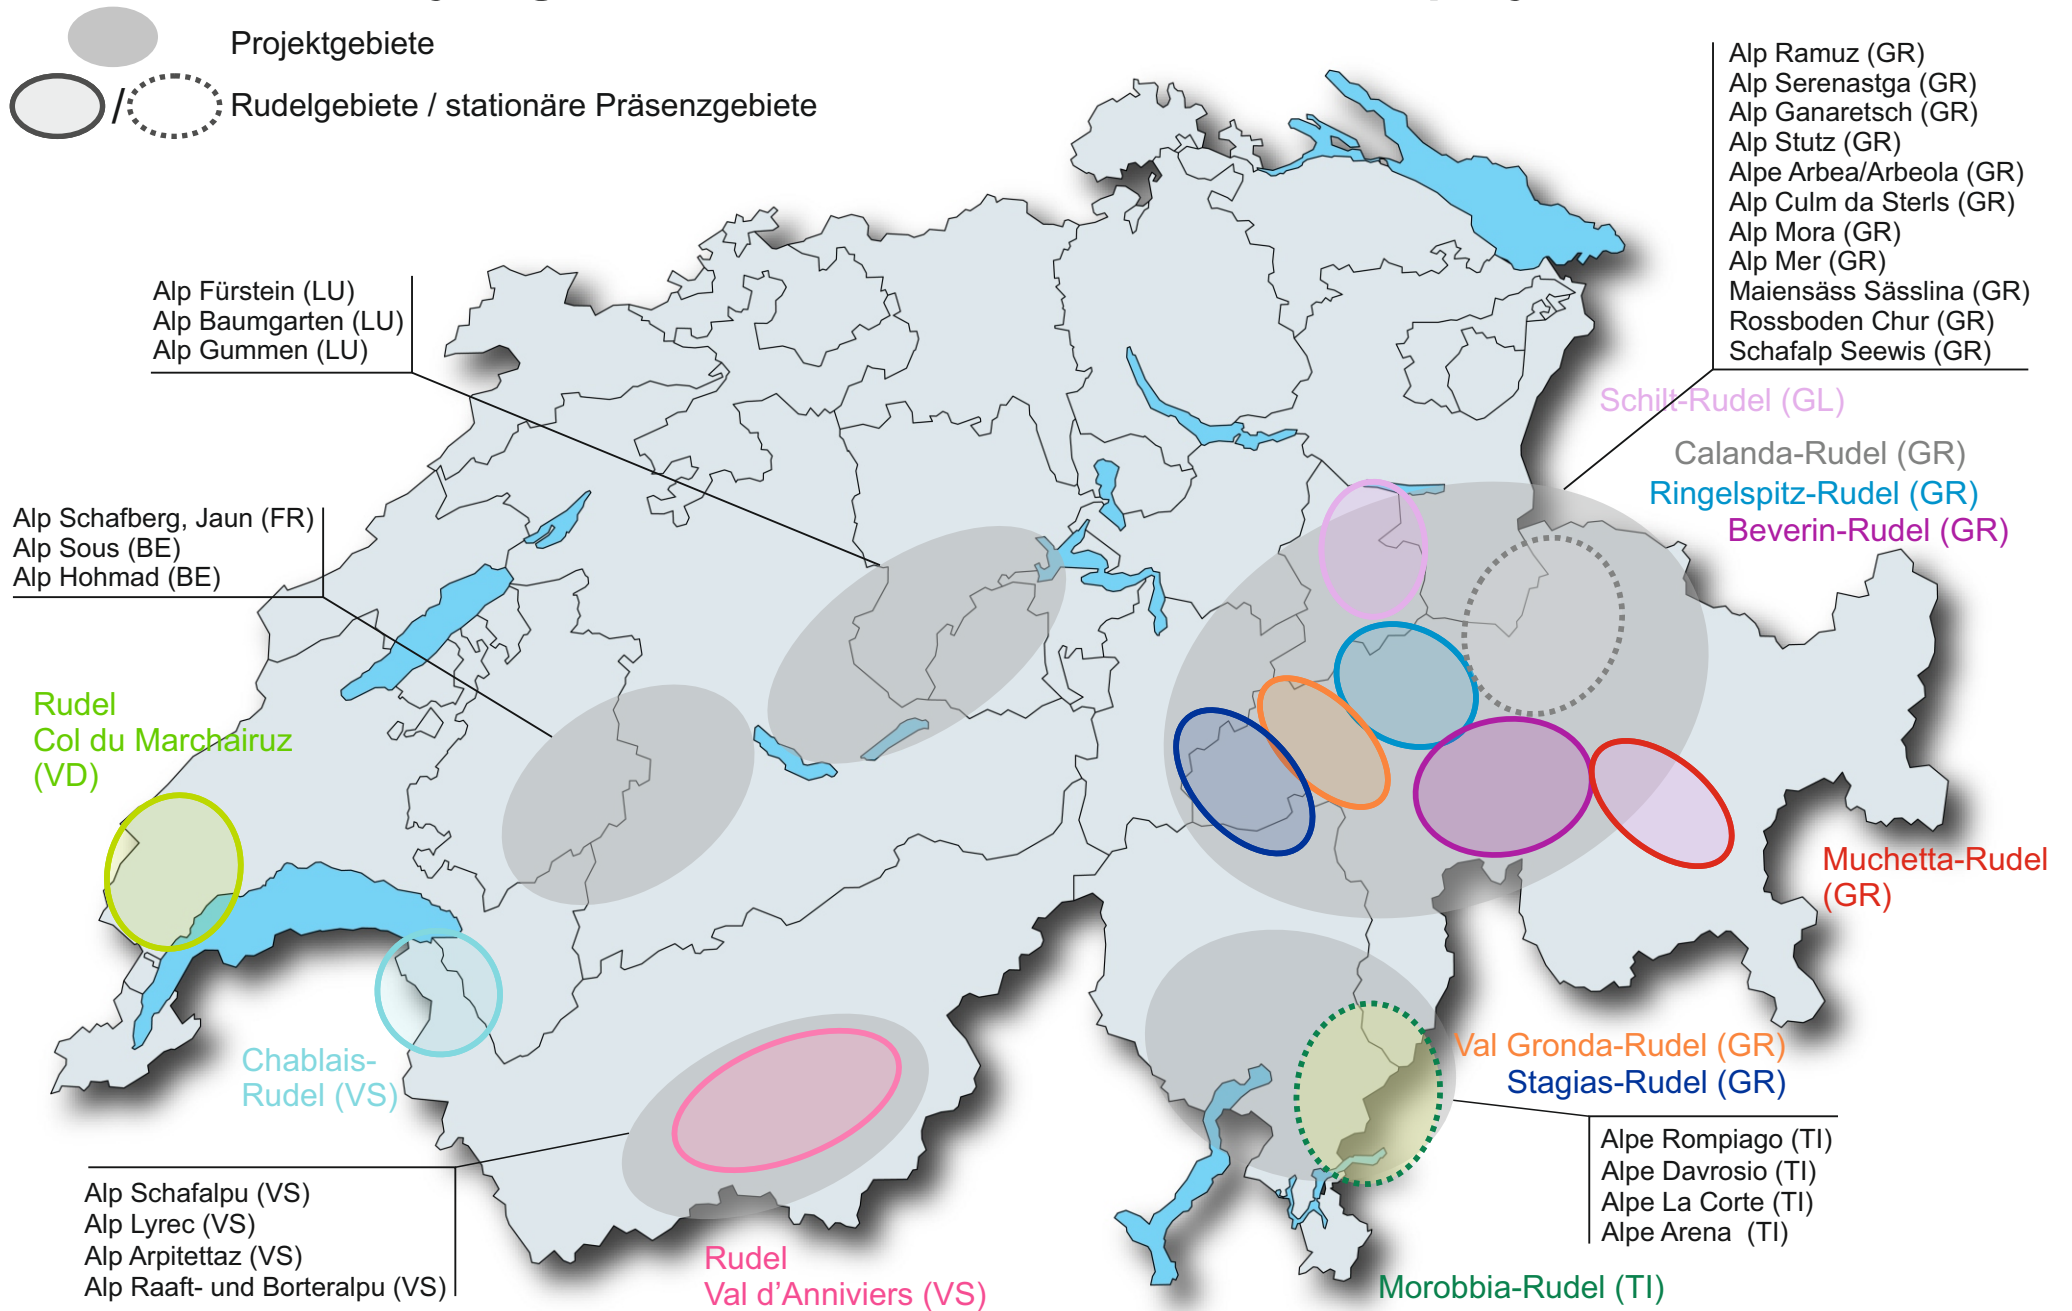 Projektgebiete
/
Rudelgebiete / stationäre Präsenzgebiete
Alp Ramuz (GR)
Alp Serenastga (GR)
Alp Ganaretsch (GR)
Alp Stutz (GR)
Alpe Arbea/Arbeola (GR)
Alp Culm da Sterls (GR)
Alp Mora (GR)
Alp Mer (GR)
Maiensäss Sässlina (GR)
Rossboden Chur (GR)
Schafalp Seewis (GR)
Alp Fürstein (LU)
Alp Baumgarten (LU)
Alp Gummen (LU)
Schilt-Rudel (GL)
Calanda-Rudel (GR)
Ringelspitz-Rudel (GR)
Beverin-Rudel (GR)
Alp Schafberg, Jaun (FR)
Alp Sous (BE)
Alp Hohmad (BE)
Rudel
Col du Marchairuz
(VD)
Muchetta-Rudel
(GR)
Chablais-
Rudel (VS)
Val Gronda-Rudel (GR)
Stagias-Rudel (GR)
Alpe Rompiago (TI)
Alpe Davrosio (TI)
Alpe La Corte (TI)
Alpe Arena (TI)
Alp Schafalpu (VS)
Alp Lyrec (VS)
Alp Arpitettaz (VS)
Alp Raaft- und Borteralpu (VS)
Rudel
Val d'Anniviers (VS)
Morobbia-Rudel (TI)